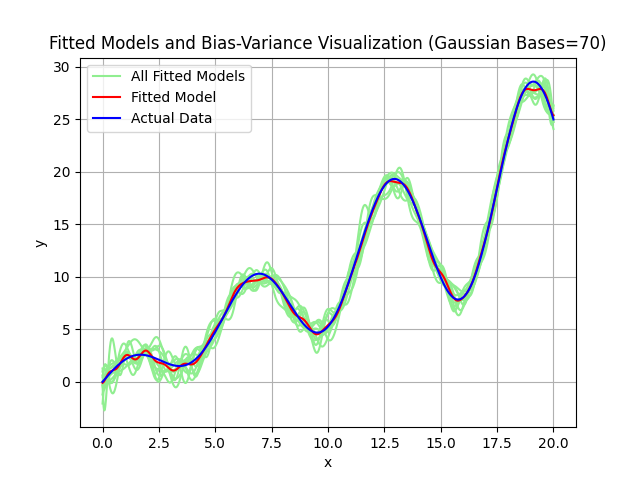 Fitted Models and Bias-Variance Visualization (Gaussian Bases=70)
30
25
20
15
10
5
0
y
All Fitted Models
Fitted Model
Actual Data
0.0 2.5 5.0 7.5 10.0 12.5 15.0 17.5 20.0
x